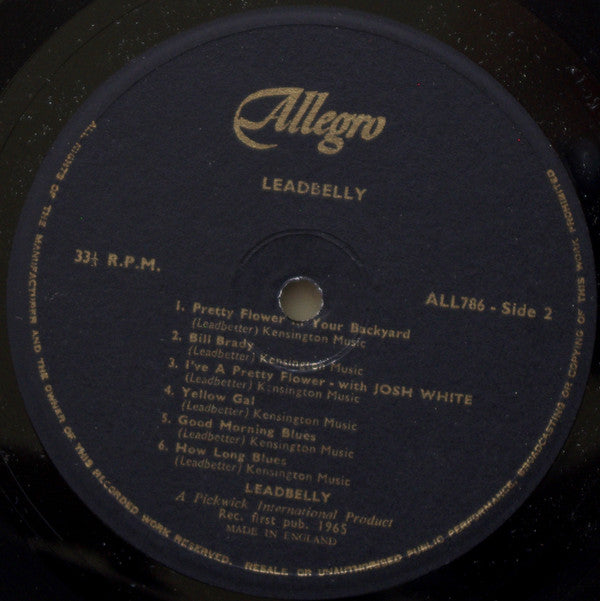 Allegro
LEADBELLY
33⅓ R.P.M.
ALL786 - Side 2
1. Pretty Flower In Your Backyard
(Leadbetter) Kensington Music
2. Bill Brady
(Leadbetter) Kensington Music
3. I've A Pretty Flower - with JOSH WHITE
(Leadbetter) Kensington Music
4. Yellow Gal
(Leadbetter) Kensington Music
5. Good Morning Blues
(Leadbetter) Kensington Music
6. How Long Blues
(Leadbetter) Kensington Music
LEADBELLY
A Pickwick International Product
Rec. first pub. 1965
MADE IN ENGLAND
ALL RIGHTS OF THE MANUFACTURER AND THE OWNER OF THIS RECORDED WORK RESERVED. RESALE OR UNAUTHORISED PUBLIC PERFORMANCE, BROADCASTING OR COPYING OF THIS WORK PROHIBITED